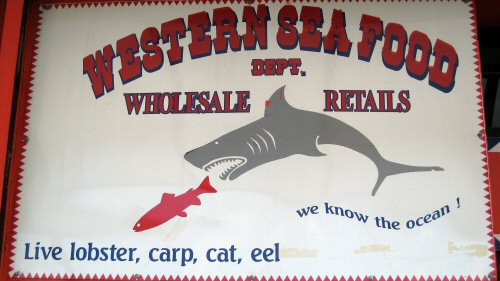 WESTERN SEA FOOD
DEPT.
WHOLESALE RETAILS
we know the ocean !
Live lobster, carp, cat, eel